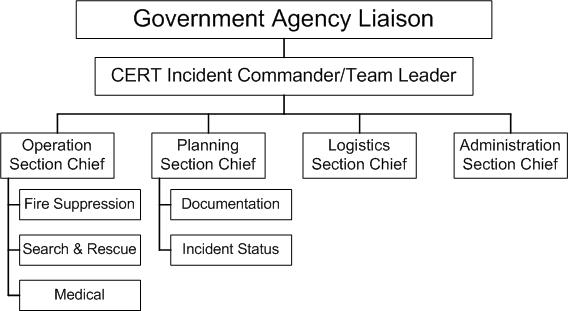 Government Agency Liaison
CERT Incident Commander/Team Leader
Operation
Section Chief
Planning
Section Chief
Logistics
Section Chief
Administration
Section Chief
Fire Suppression
Documentation
Search & Rescue
Incident Status
Medical